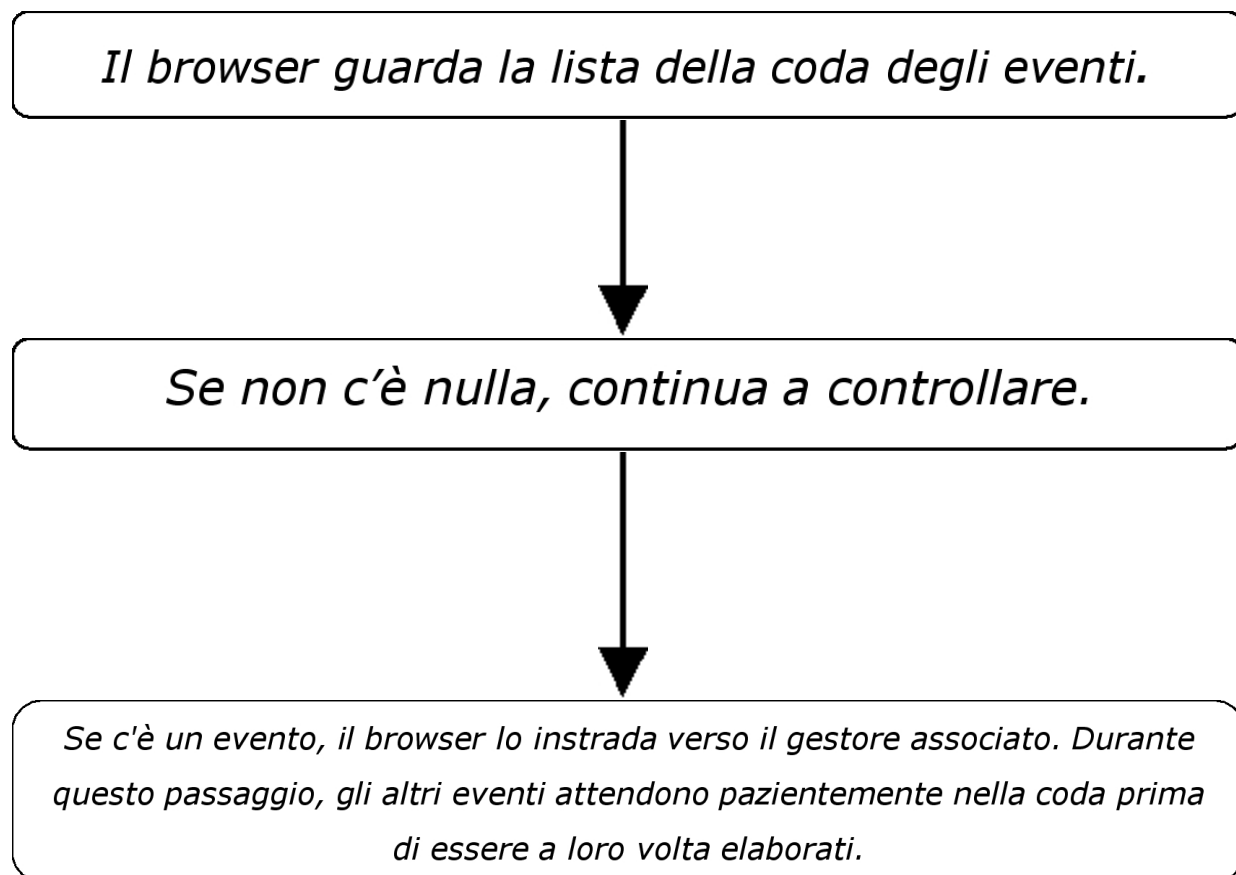 Il browser guarda la lista della coda degli eventi.
Se non c’è nulla, continua a controllare.
Se c'è un evento, il browser lo instrada verso il gestore associato. Durante
questo passaggio, gli altri eventi attendono pazientemente nella coda prima
di essere a loro volta elaborati.